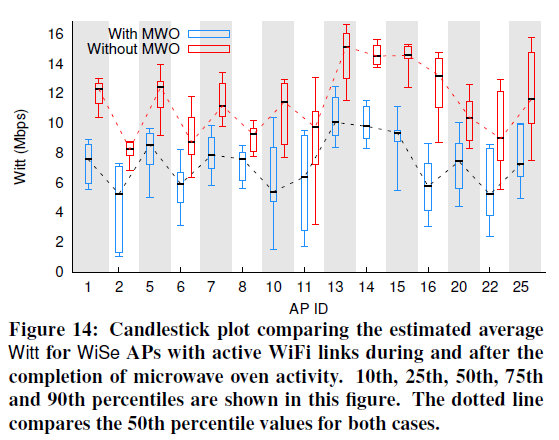 16
14
12
10
8
6
4
2
0
Witt (Mbps)
With MWO
Without MWO
1 2 5 6 7 8 10 11 13 14 15 16 20 22 25
AP ID
Figure 14: Candlestick plot comparing the estimated average
Witt for WiSe APs with active WiFi links during and after the
completion of microwave oven activity. 10th, 25th, 50th, 75th
and 90th percentiles are shown in this figure. The dotted line
compares the 50th percentile values for both cases.